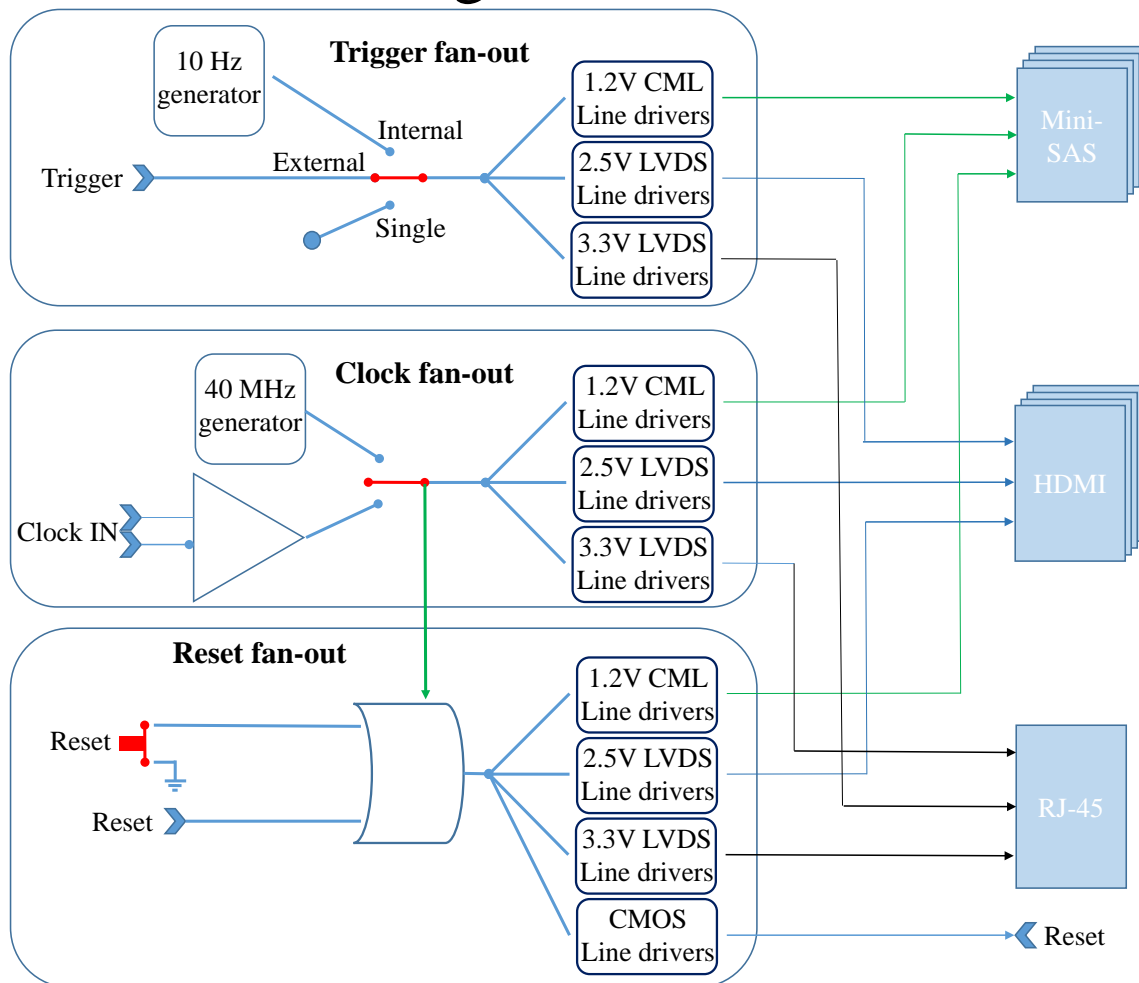 Trigger fan-out
10 Hz
generator
Internal
External
Trigger
Single
1.2V CML
Line drivers
2.5V LVDS
Line drivers
3.3V LVDS
Line drivers
Mini-
SAS
Clock fan-out
40 MHz
generator
Clock IN
1.2V CML
Line drivers
2.5V LVDS
Line drivers
3.3V LVDS
Line drivers
HDMI
Reset fan-out
Reset
Reset
1.2V CML
Line drivers
2.5V LVDS
Line drivers
3.3V LVDS
Line drivers
CMOS
Line drivers
RJ-45
Reset